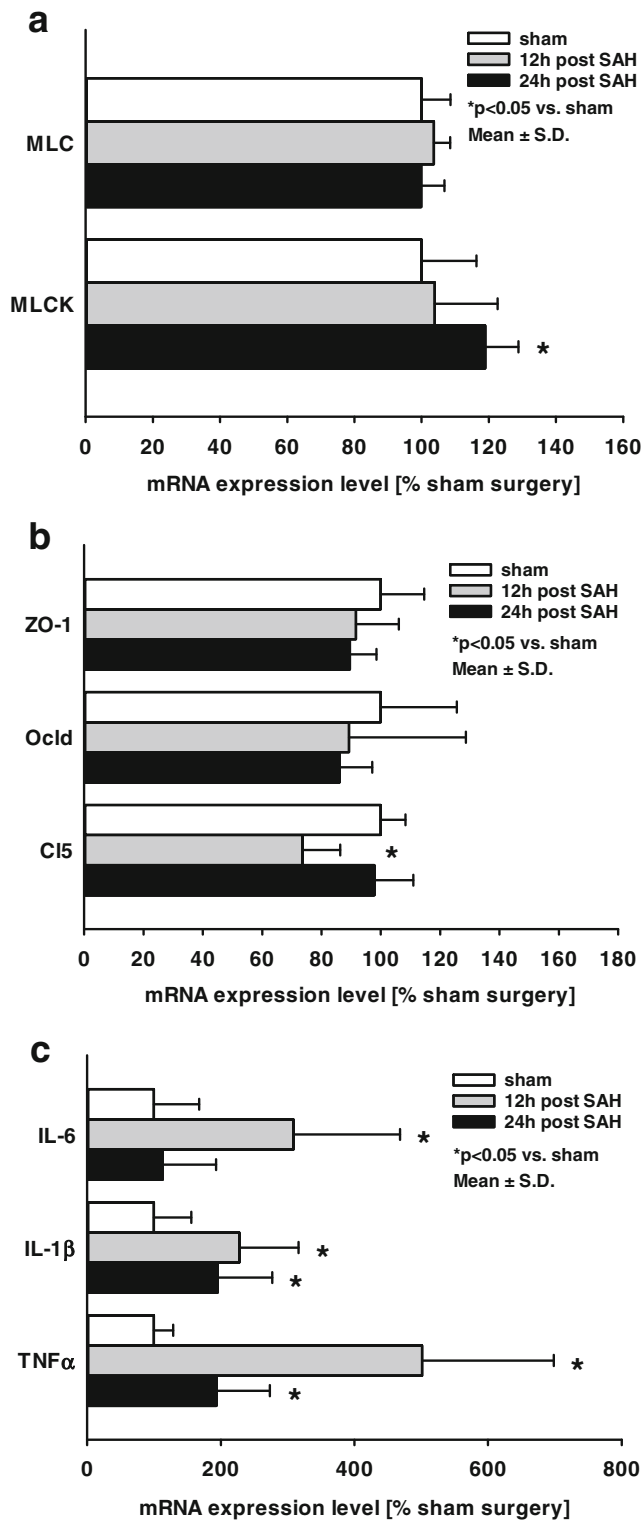 a
sham
12h post SAH
24h post SAH
*p<0.05 vs. sham
Mean ± S.D.
MLC
MLCK
*
0 20 40 60 80 100 120 140 160
mRNA expression level [% sham surgery]
b
sham
12h post SAH
24h post SAH
*p<0.05 vs. sham
Mean ± S.D.
ZO-1
Ocld
Cl5
*
0 20 40 60 80 100 120 140 160 180
mRNA expression level [% sham surgery]
c
sham
12h post SAH
24h post SAH
*p<0.05 vs. sham
Mean ± S.D.
IL-6
*
IL-1β
*
*
TNFα
*
*
0 200 400 600 800
mRNA expression level [% sham surgery]